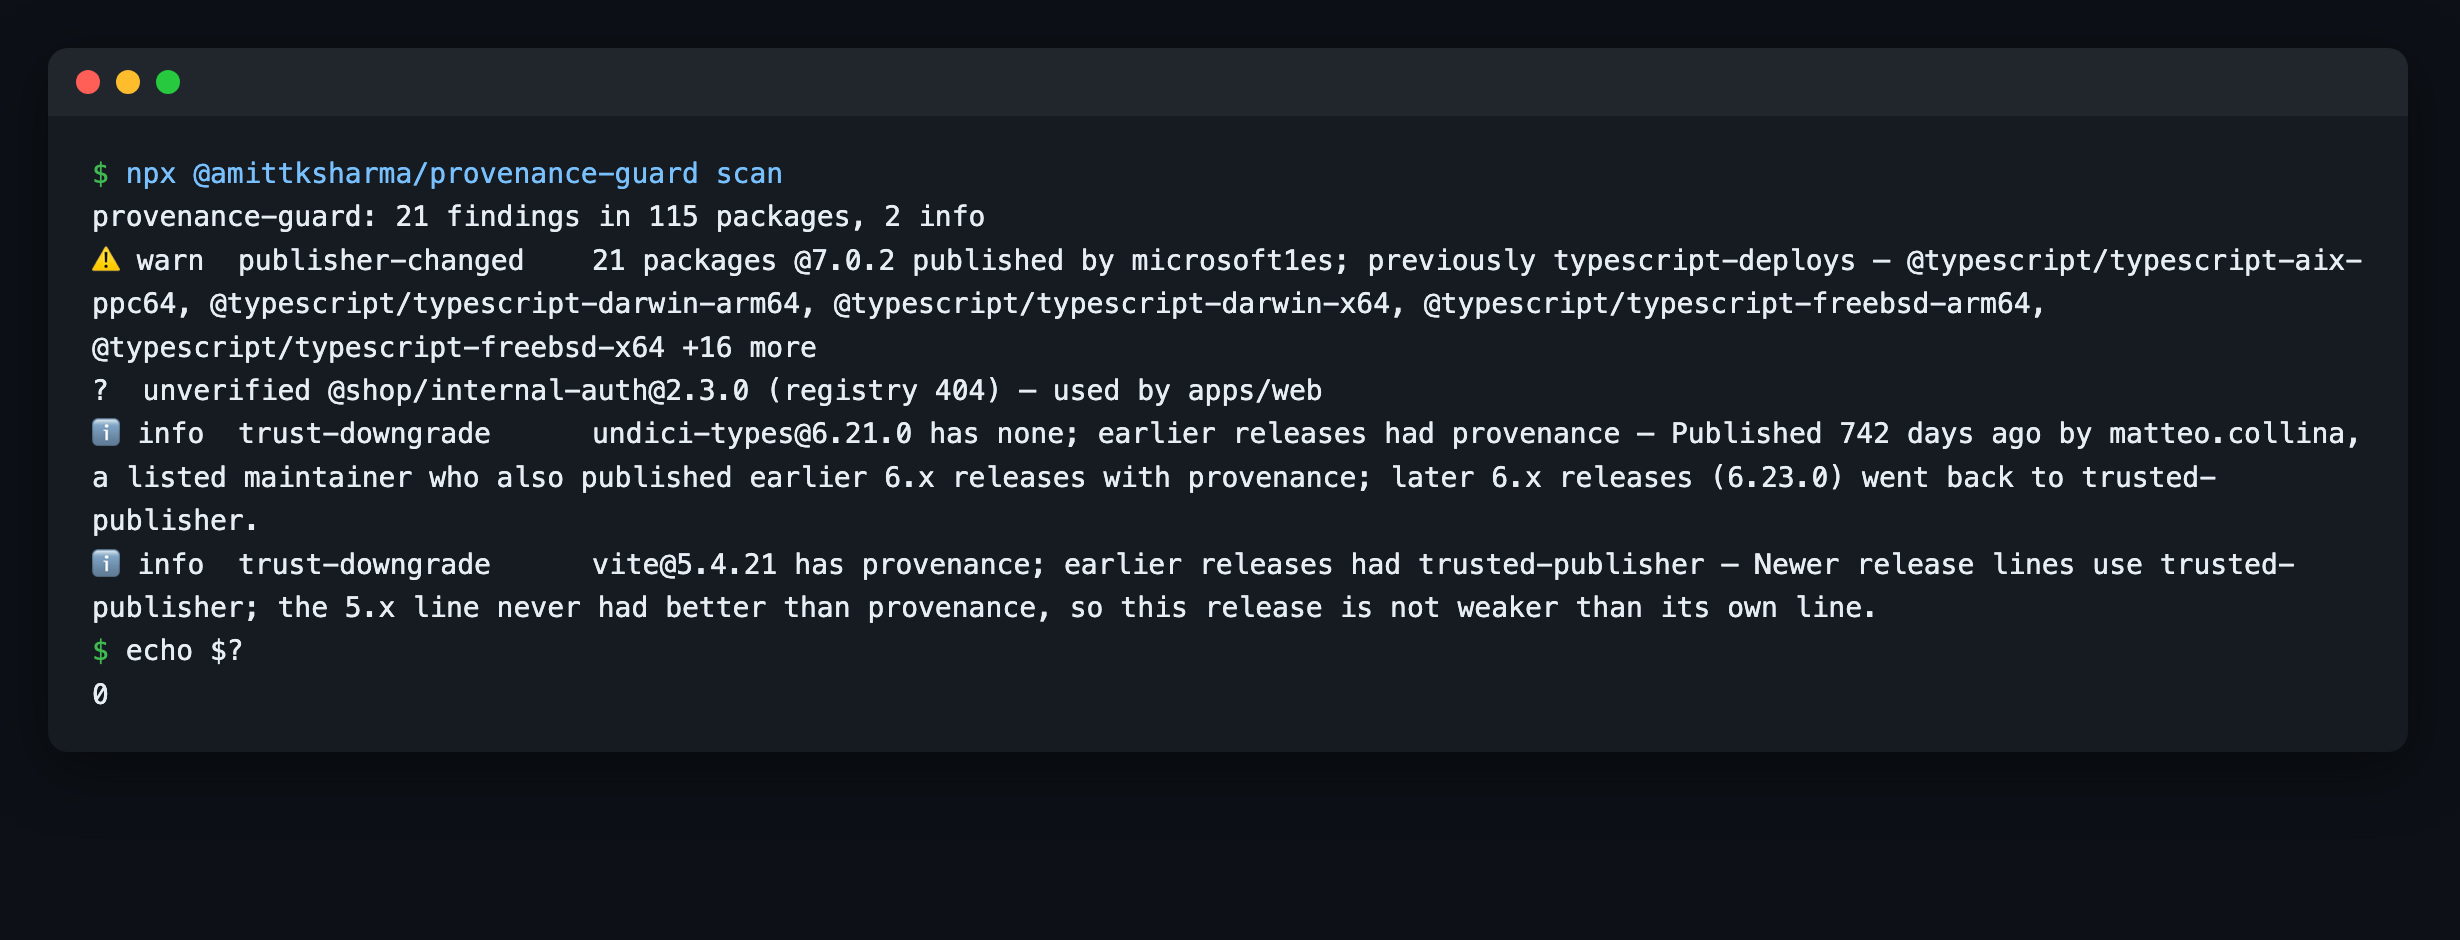 $ npx @amittksharma/provenance-guard scan
provenance-guard: 21 findings in 115 packages, 2 info
⚠️ warn  publisher-changed    21 packages @7.0.2 published by microsoft1es; previously typescript-deploys — @typescript/typescript-aix-
ppc64, @typescript/typescript-darwin-arm64, @typescript/typescript-darwin-x64, @typescript/typescript-freebsd-arm64,
@typescript/typescript-freebsd-x64 +16 more
?  unverified @shop/internal-auth@2.3.0 (registry 404) — used by apps/web
ℹ️ info  trust-downgrade      undici-types@6.21.0 has none; earlier releases had provenance — Published 742 days ago by matteo.collina,
a listed maintainer who also published earlier 6.x releases with provenance; later 6.x releases (6.23.0) went back to trusted-
publisher.
ℹ️ info  trust-downgrade      vite@5.4.21 has provenance; earlier releases had trusted-publisher — Newer release lines use trusted-
publisher; the 5.x line never had better than provenance, so this release is not weaker than its own line.
$ echo $?
0